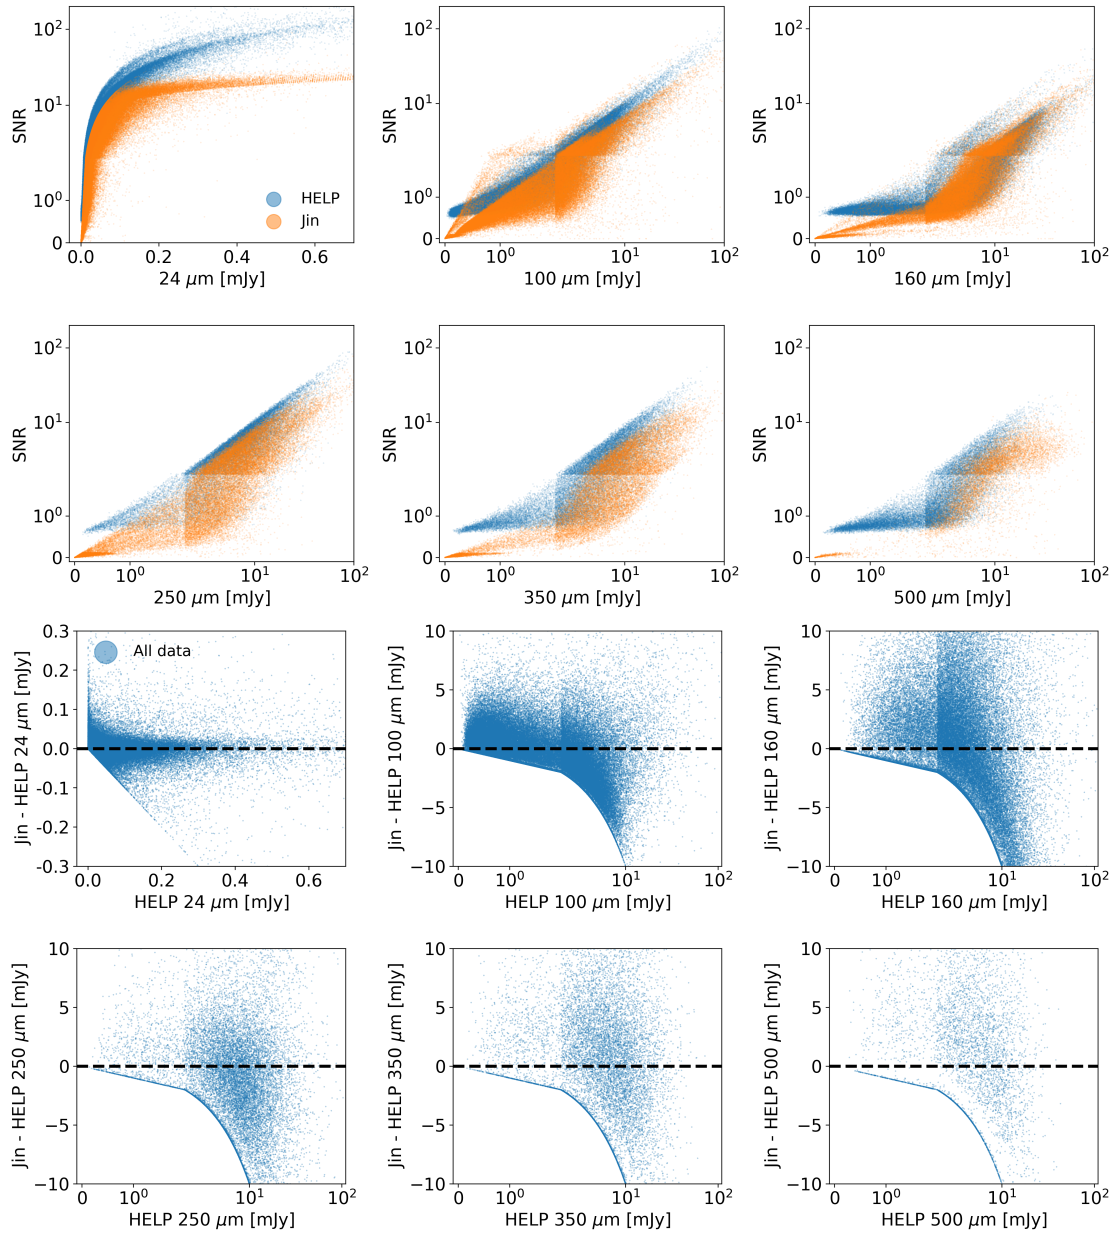 SNR
10²
10¹
10⁰
0
0.0 0.2 0.4 0.6
24 μm [mJy]
HELP
Jin
SNR
10²
10¹
10⁰
0
0 10⁰ 10¹ 10²
100 μm [mJy]
SNR
10²
10¹
10⁰
0
0 10⁰ 10¹ 10²
160 μm [mJy]
SNR
10²
10¹
10⁰
0
0 10⁰ 10¹ 10²
250 μm [mJy]
SNR
10²
10¹
10⁰
0
0 10⁰ 10¹ 10²
350 μm [mJy]
SNR
10²
10¹
10⁰
0
0 10⁰ 10¹ 10²
500 μm [mJy]
Jin - HELP 24 μm [mJy]
0.3
0.2
0.1
0.0
-0.1
-0.2
-0.3
All data
0.0 0.2 0.4 0.6
HELP 24 μm [mJy]
Jin - HELP 100 μm [mJy]
10
5
0
−5
−10
0 10⁰ 10¹ 10²
HELP 100 μm [mJy]
Jin - HELP 160 μm [mJy]
10
5
0
−5
−10
0 10⁰ 10¹ 10²
HELP 160 μm [mJy]
Jin - HELP 250 μm [mJy]
10
5
0
−5
−10
0 10⁰ 10¹ 10²
HELP 250 μm [mJy]
Jin - HELP 350 μm [mJy]
10
5
0
−5
−10
0 10⁰ 10¹ 10²
HELP 350 μm [mJy]
Jin - HELP 500 μm [mJy]
10
5
0
−5
−10
0 10⁰ 10¹ 10²
HELP 500 μm [mJy]